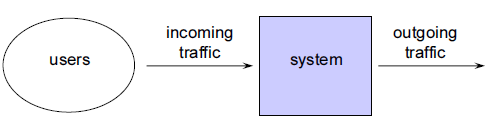 users
incoming
traffic
system
outgoing
traffic